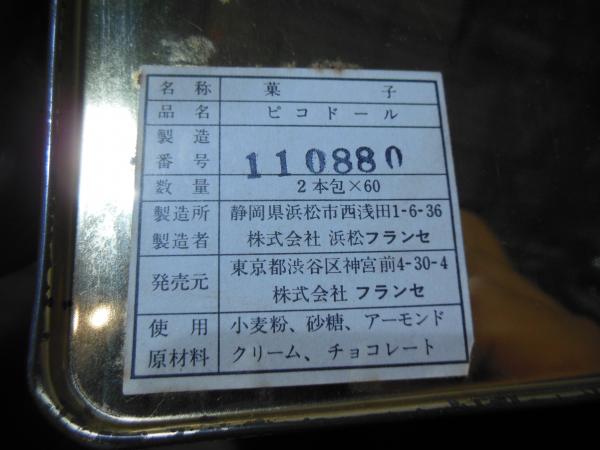 名称 菓子
品名 ピコドール
製造番号 110880
数量 2本包×60
製造所 静岡県浜松市西浅田1-6-36
製造者 株式会社 浜松フランセ
発売元 東京都渋谷区神宮前4-30-4
株式会社 フランセ
使用 小麦粉、砂糖、アーモンド
原材料 クリーム、チョコレート